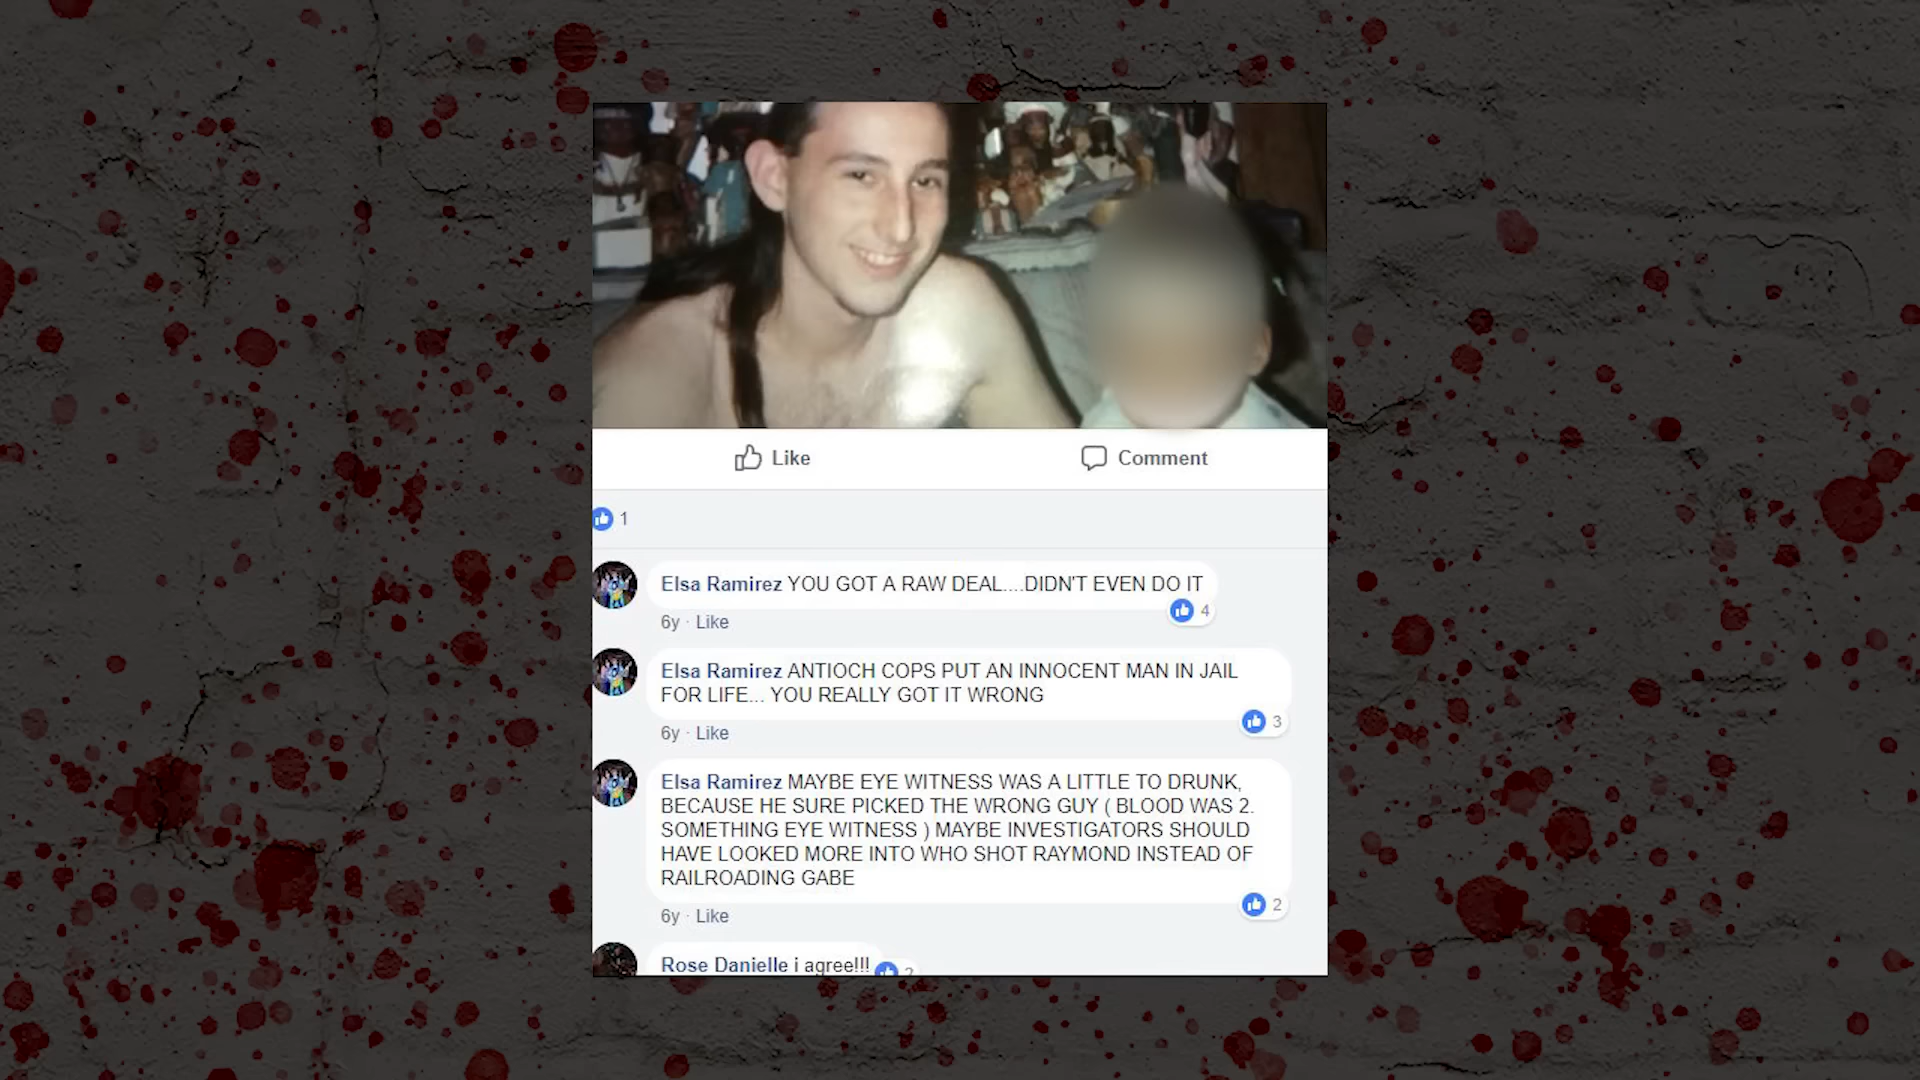 Like
Comment
1
Elsa Ramirez YOU GOT A RAW DEAL....DIDN'T EVEN DO IT
4
6y · Like
Elsa Ramirez ANTIOCH COPS PUT AN INNOCENT MAN IN JAIL
FOR LIFE... YOU REALLY GOT IT WRONG
3
6y · Like
Elsa Ramirez MAYBE EYE WITNESS WAS A LITTLE TO DRUNK,
BECAUSE HE SURE PICKED THE WRONG GUY ( BLOOD WAS 2.
SOMETHING EYE WITNESS ) MAYBE INVESTIGATORS SHOULD
HAVE LOOKED MORE INTO WHO SHOT RAYMOND INSTEAD OF
RAILROADING GABE
2
6y · Like
Rose Danielle i agree!!!
2